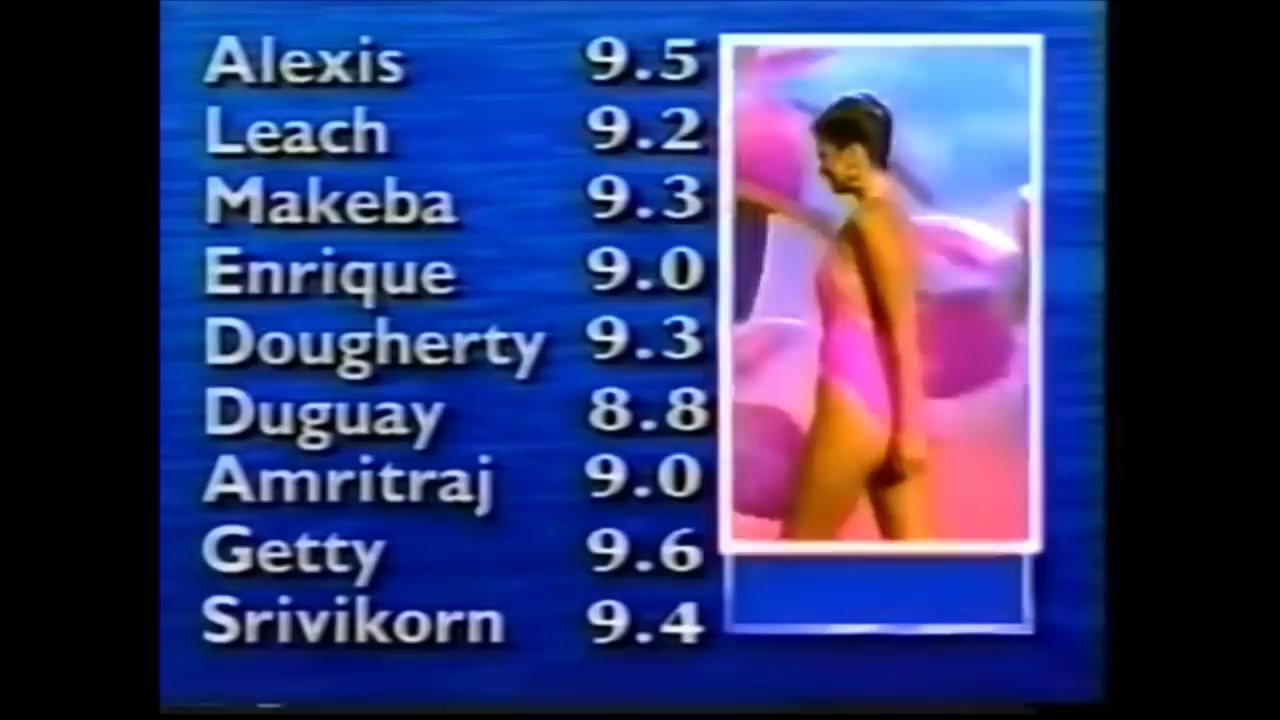 Alexis 9.5
Leach 9.2
Makeba 9.3
Enrique 9.0
Dougherty 9.3
Duguay 8.8
Amritraj 9.0
Getty 9.6
Srivikorn 9.4